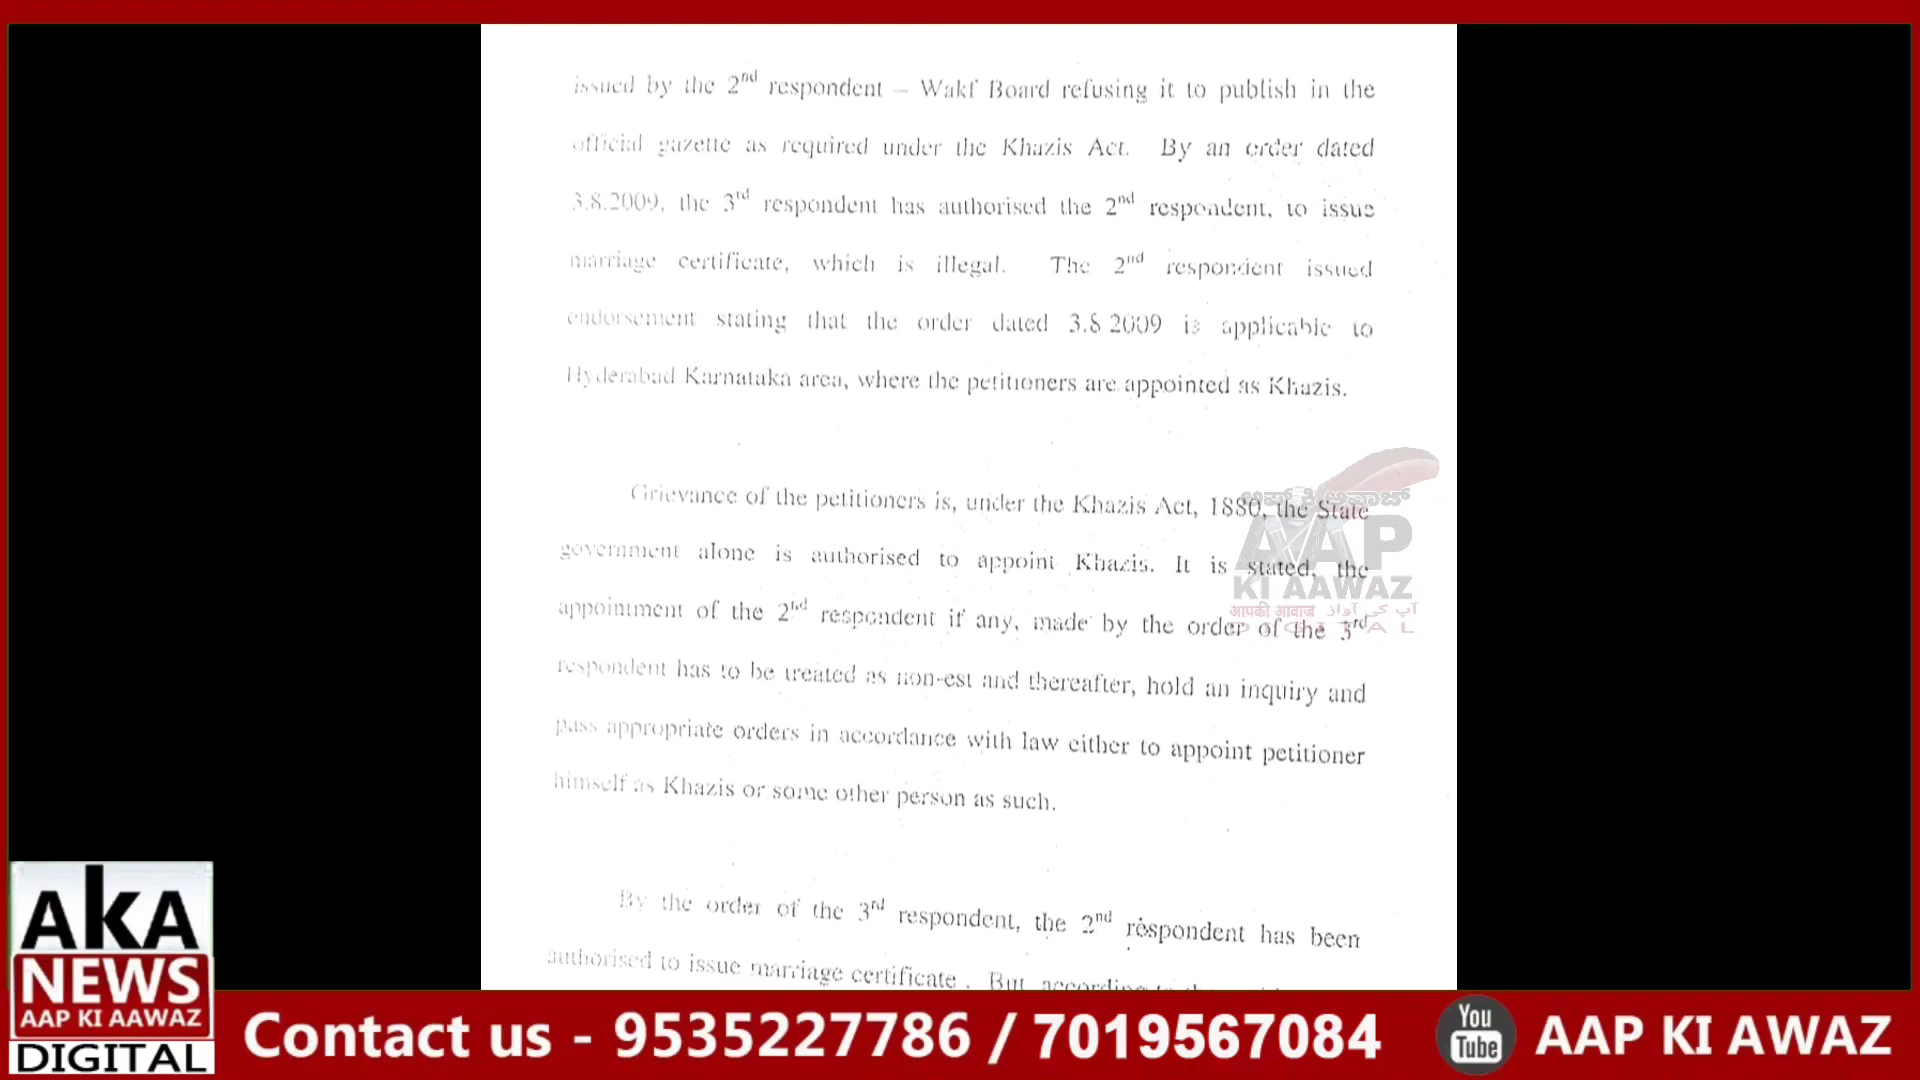 issued by the 2nd respondent – Wakf Board refusing it to publish in the
official gazette as required under the Khazis Act. By an order dated
3.8.2009, the 3rd respondent has authorised the 2nd respondent, to issue
marriage certificate, which is illegal. The 2nd respondent issued
endorsement stating that the order dated 3.8 2009 is applicable to
Hyderabad Karnataka area, where the petitioners are appointed as Khazis.
Grievance of the petitioners is, under the Khazis Act, 1880, the State
government alone is authorised to appoint Khazis. It is stated, the
appointment of the 2nd respondent if any, made by the order of the 3rd
respondent has to be treated as non-est and thereafter, hold an inquiry and
pass appropriate orders in accordance with law either to appoint petitioner
himself as Khazis or some other person as such.
By the order of the 3rd respondent, the 2nd respondent has been
authorised to issue marriage certificate. But according to the
AAP
KI AAWAZ
आपकी आवाज آپ کی آواز
DIGITAL
AKA
NEWS
AAP KI AAWAZ
DIGITAL
Contact us - 9535227786 / 7019567084
You
Tube
AAP KI AWAZ